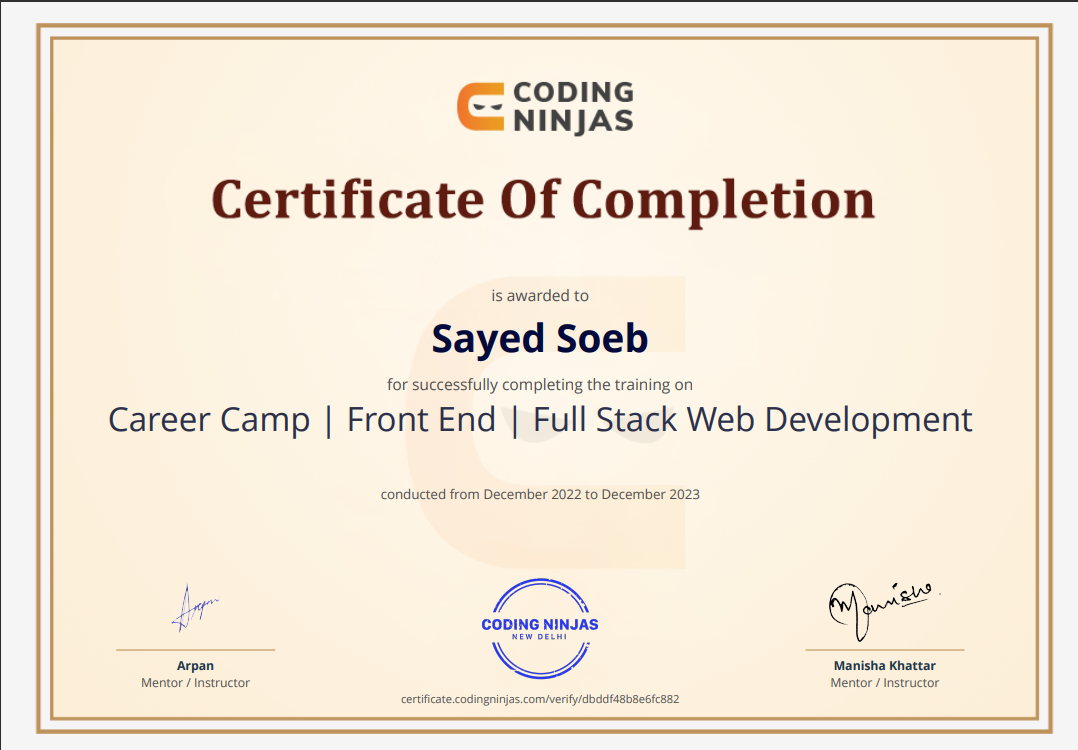 CODING
NINJAS
Certificate Of Completion
is awarded to
Sayed Soeb
for successfully completing the training on
Career Camp | Front End | Full Stack Web Development
conducted from December 2022 to December 2023
Arpan
Manisha
CODING NINJAS
NEW DELHI
Arpan
Mentor / Instructor
Manisha Khattar
Mentor / Instructor
certificate.codingninjas.com/verify/dbddf48b8e6fc882